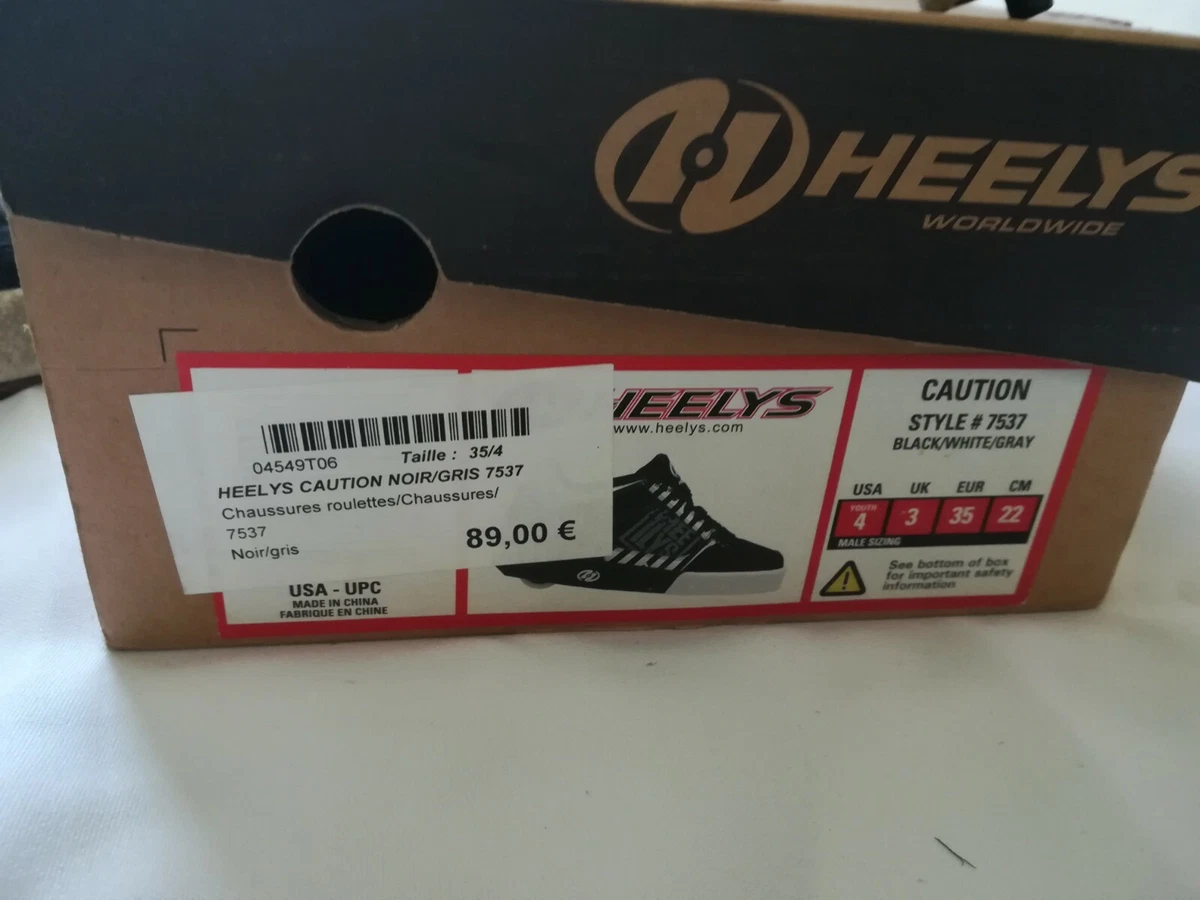 HEELYS
WORLDWIDE
04549T06 Taille : 35/4
HEELYS CAUTION NOIR/GRIS 7537
Chaussures roulettes/Chaussures/
7537
Noir/gris
89,00 €
USA - UPC
MADE IN CHINA
FABRIQUE EN CHINE
HEELYS
www.heelys.com
CAUTION
STYLE # 7537
BLACK/WHITE/GRAY
USA UK EUR CM
YOUTH
4 3 35 22
MALE SIZING
See bottom of box
for important safety
information